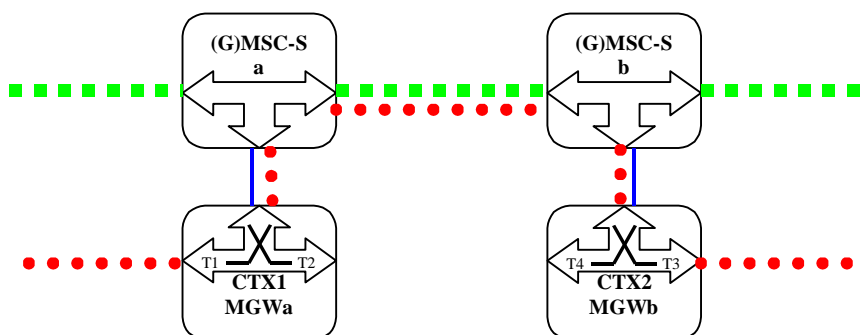 (G)MSC-S
a
(G)MSC-S
b
T1
T2
CTX1
MGWa
T4
T3
CTX2
MGWb